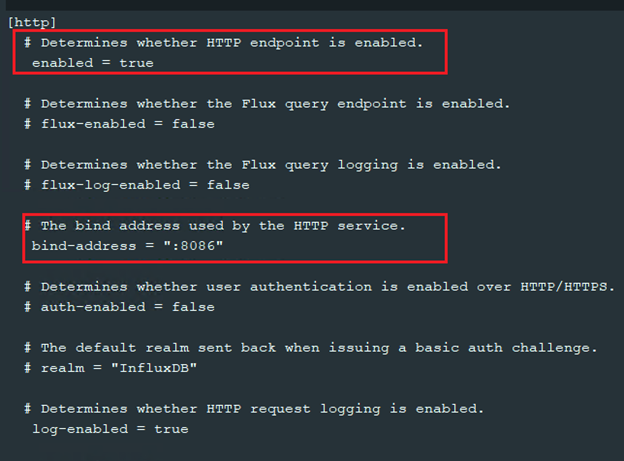 [http]
# Determines whether HTTP endpoint is enabled.
enabled = true
# Determines whether the Flux query endpoint is enabled.
# flux-enabled = false
# Determines whether the Flux query logging is enabled.
# flux-log-enabled = false
# The bind address used by the HTTP service.
bind-address = ":8086"
# Determines whether user authentication is enabled over HTTP/HTTPS.
# auth-enabled = false
# The default realm sent back when issuing a basic auth challenge.
# realm = "InfluxDB"
# Determines whether HTTP request logging is enabled.
log-enabled = true